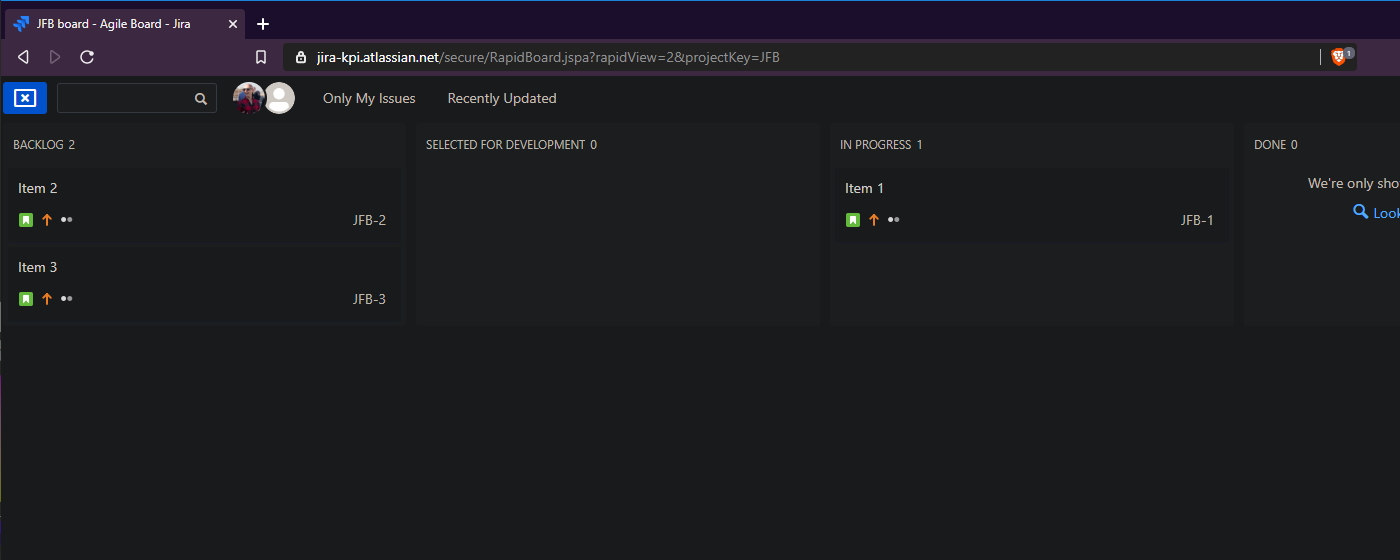 JFB board - Agile Board - Jira
jira-kpi.atlassian.net/secure/RapidBoard.jspa?rapidView=2&projectKey=JFB
1
Only My Issues
Recently Updated
BACKLOG 2
SELECTED FOR DEVELOPMENT 0
IN PROGRESS 1
DONE 0
Item 2
JFB-2
Item 3
JFB-3
Item 1
JFB-1
We're only sho
Look